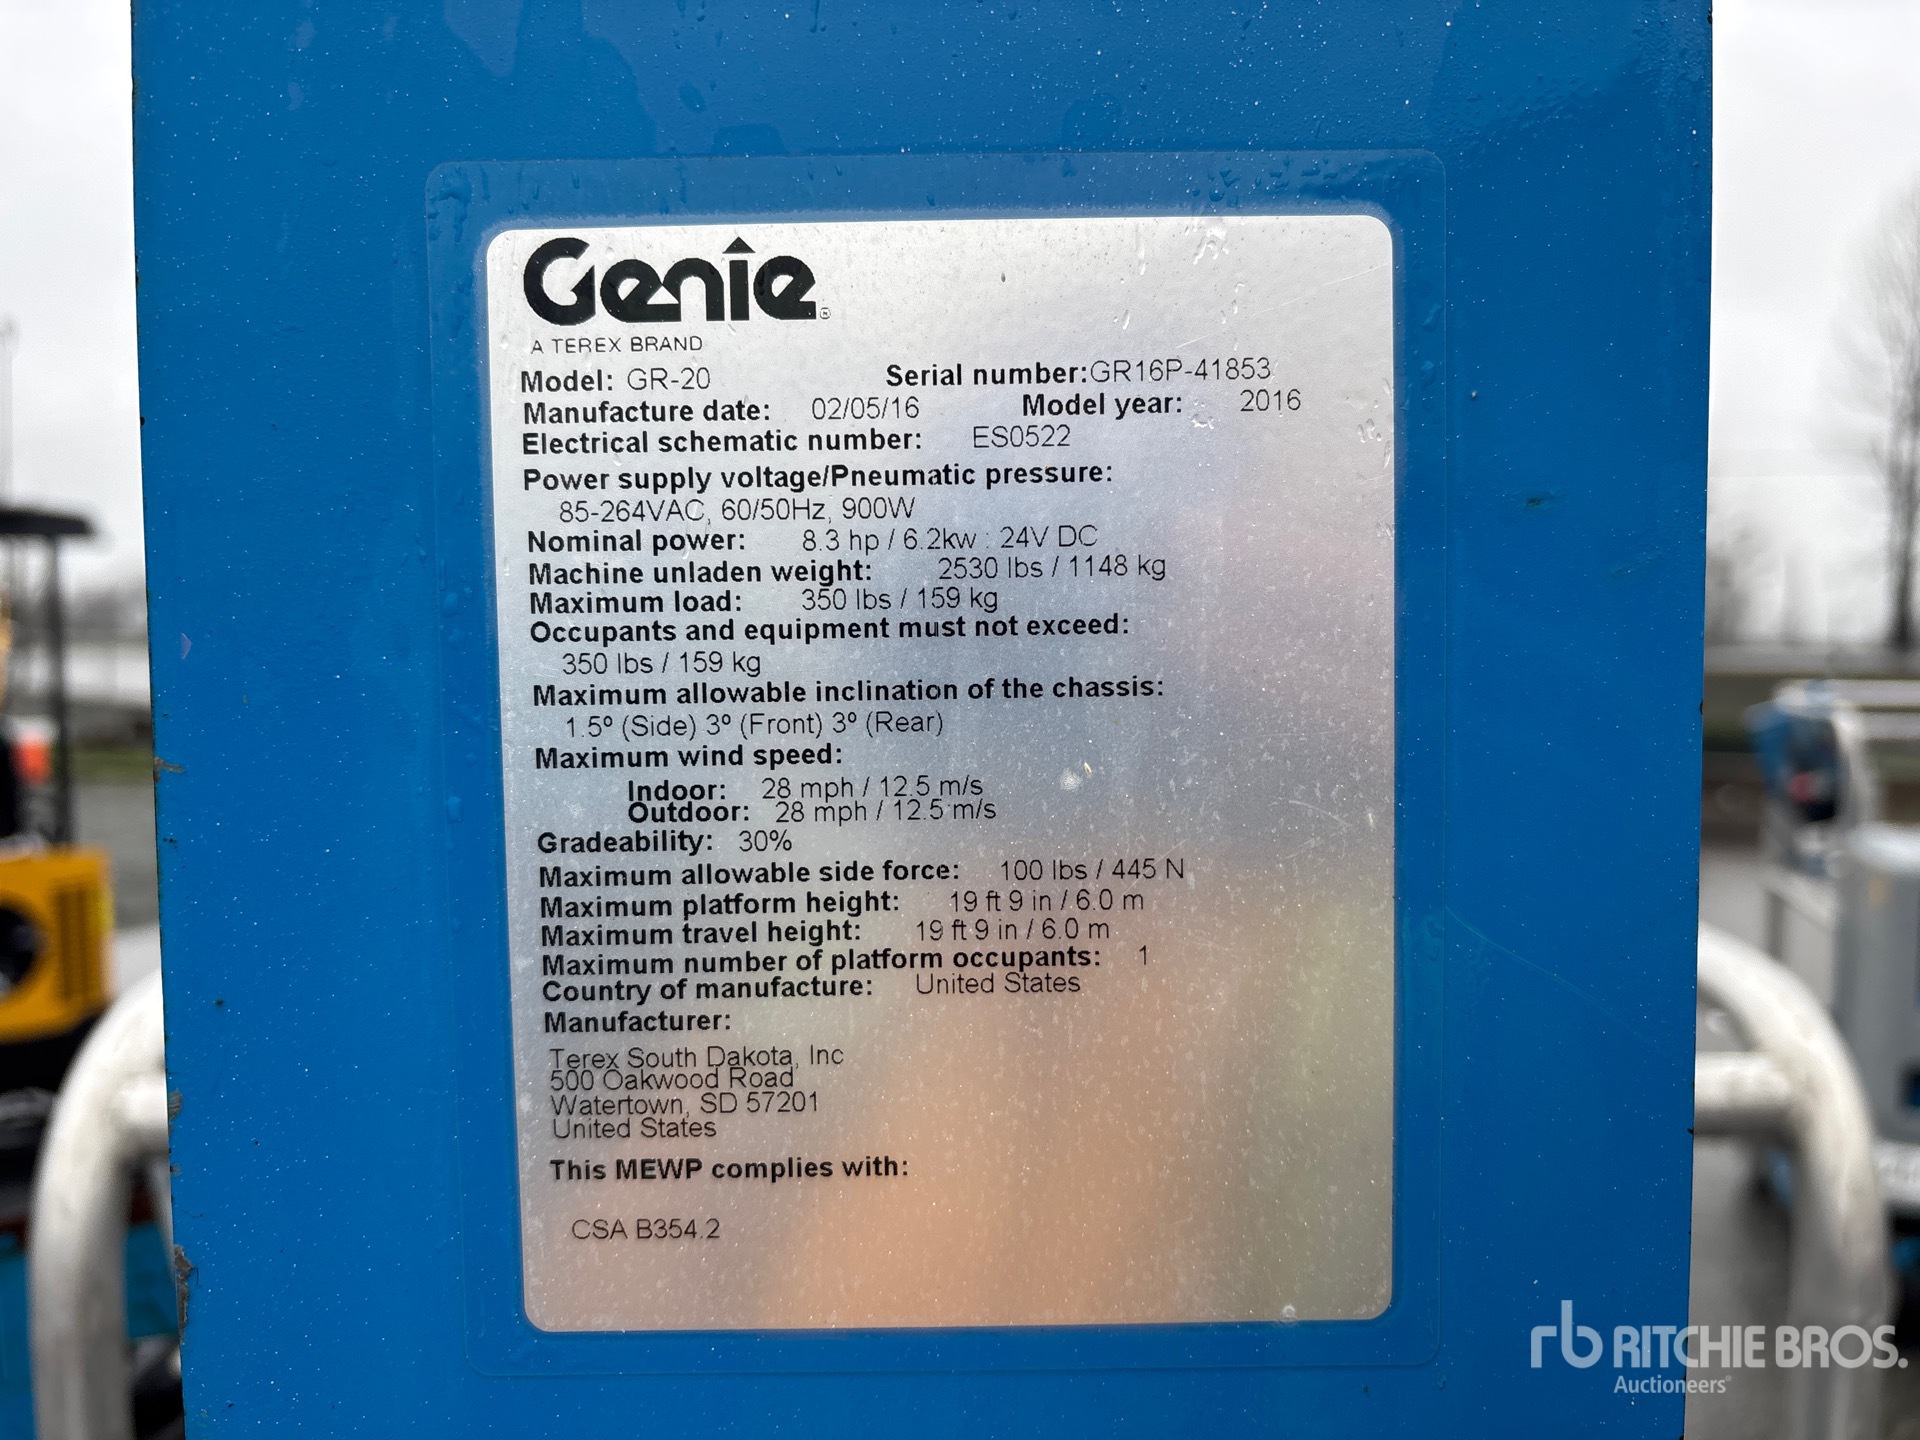 Genie®
A TEREX BRAND
Model: GR-20 Serial number:GR16P-41853
Manufacture date: 02/05/16 Model year: 2016
Electrical schematic number: ES0522
Power supply voltage/Pneumatic pressure:
85-264VAC, 60/50Hz, 900W
Nominal power: 8.3 hp / 6.2kw : 24V DC
Machine unladen weight: 2530 lbs / 1148 kg
Maximum load: 350 lbs / 159 kg
Occupants and equipment must not exceed:
350 lbs / 159 kg
Maximum allowable inclination of the chassis:
1.5º (Side) 3º (Front) 3º (Rear)
Maximum wind speed:
Indoor: 28 mph / 12.5 m/s
Outdoor: 28 mph / 12.5 m/s
Gradeability: 30%
Maximum allowable side force: 100 lbs / 445 N
Maximum platform height: 19 ft 9 in / 6.0 m
Maximum travel height: 19 ft 9 in / 6.0 m
Maximum number of platform occupants: 1
Country of manufacture: United States
Manufacturer:
Terex South Dakota, Inc
500 Oakwood Road
Watertown, SD 57201
United States
This MEWP complies with:
CSA B354.2
rb RITCHIE BROS.
Auctioneers®